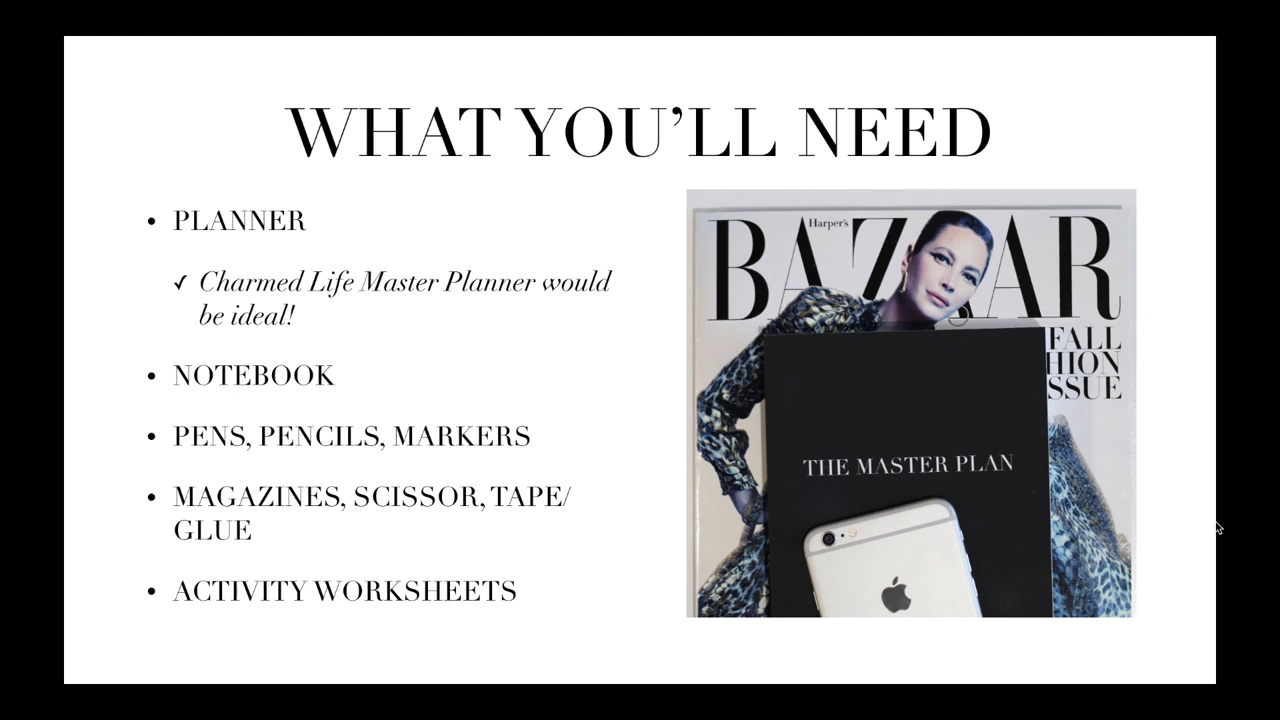 WHAT YOU'LL NEED
• PLANNER
✓ Charmed Life Master Planner would
be ideal!
• NOTEBOOK
• PENS, PENCILS, MARKERS
• MAGAZINES, SCISSOR, TAPE/
GLUE
• ACTIVITY WORKSHEETS
Harper's
BAZAAR
FALL
HION
SSUE
THE MASTER PLAN